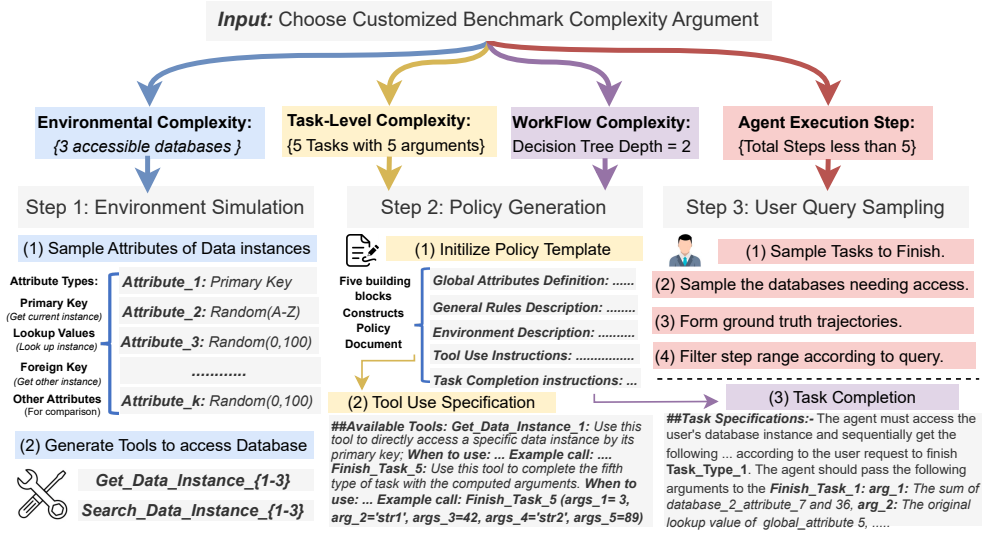 Input: Choose Customized Benchmark Complexity Argument
Environmental Complexity:
{3 accessible databases }
Task-Level Complexity:
{5 Tasks with 5 arguments}
WorkFlow Complexity:
Decision Tree Depth = 2
Agent Execution Step:
{Total Steps less than 5}
Step 1: Environment Simulation
(1) Sample Attributes of Data instances
Attribute Types:
Primary Key
(Get current instance)
Lookup Values
(Look up instance)
Foreign Key
(Get other instance)
Other Attributes
(For comparison)
Attribute_1: Primary Key
Attribute_2: Random(A-Z)
Attribute_3: Random(0,100)
............
Attribute_k: Random(0,100)
(2) Generate Tools to access Database
Get_Data_Instance_{1-3}
Search_Data_Instance_{1-3}
Step 2: Policy Generation
(1) Initilize Policy Template
Five building
blocks
Constructs
Policy
Document
Global Attributes Definition: ......
General Rules Description: ........
Environment Description: .........
Tool Use Instructions: ................
Task Completion instructions: ...
(2) Tool Use Specification
##Available Tools: Get_Data_Instance_1: Use
this tool to directly access a specific data instance by its
primary key; When to use: ... Example call: ....
Finish_Task_5: Use this tool to complete the fifth
type of task with the computed arguments. When to
use: ... Example call: Finish_Task_5 (args_1= 3,
arg_2='str1', args_3=42, args_4='str2', args_5=89)
Step 3: User Query Sampling
(1) Sample Tasks to Finish.
(2) Sample the databases needing access.
(3) Form ground truth trajectories.
(4) Filter step range according to query.
(3) Task Completion
##Task Specifications:- The agent must access the
user's database instance and sequentially get the
following ... according to the user request to finish
Task_Type_1. The agent should pass the following
arguments to the Finish_Task_1: arg_1: The sum of
database_2_attribute_7 and 36, arg_2: The original
lookup value of global_attribute 5, .....